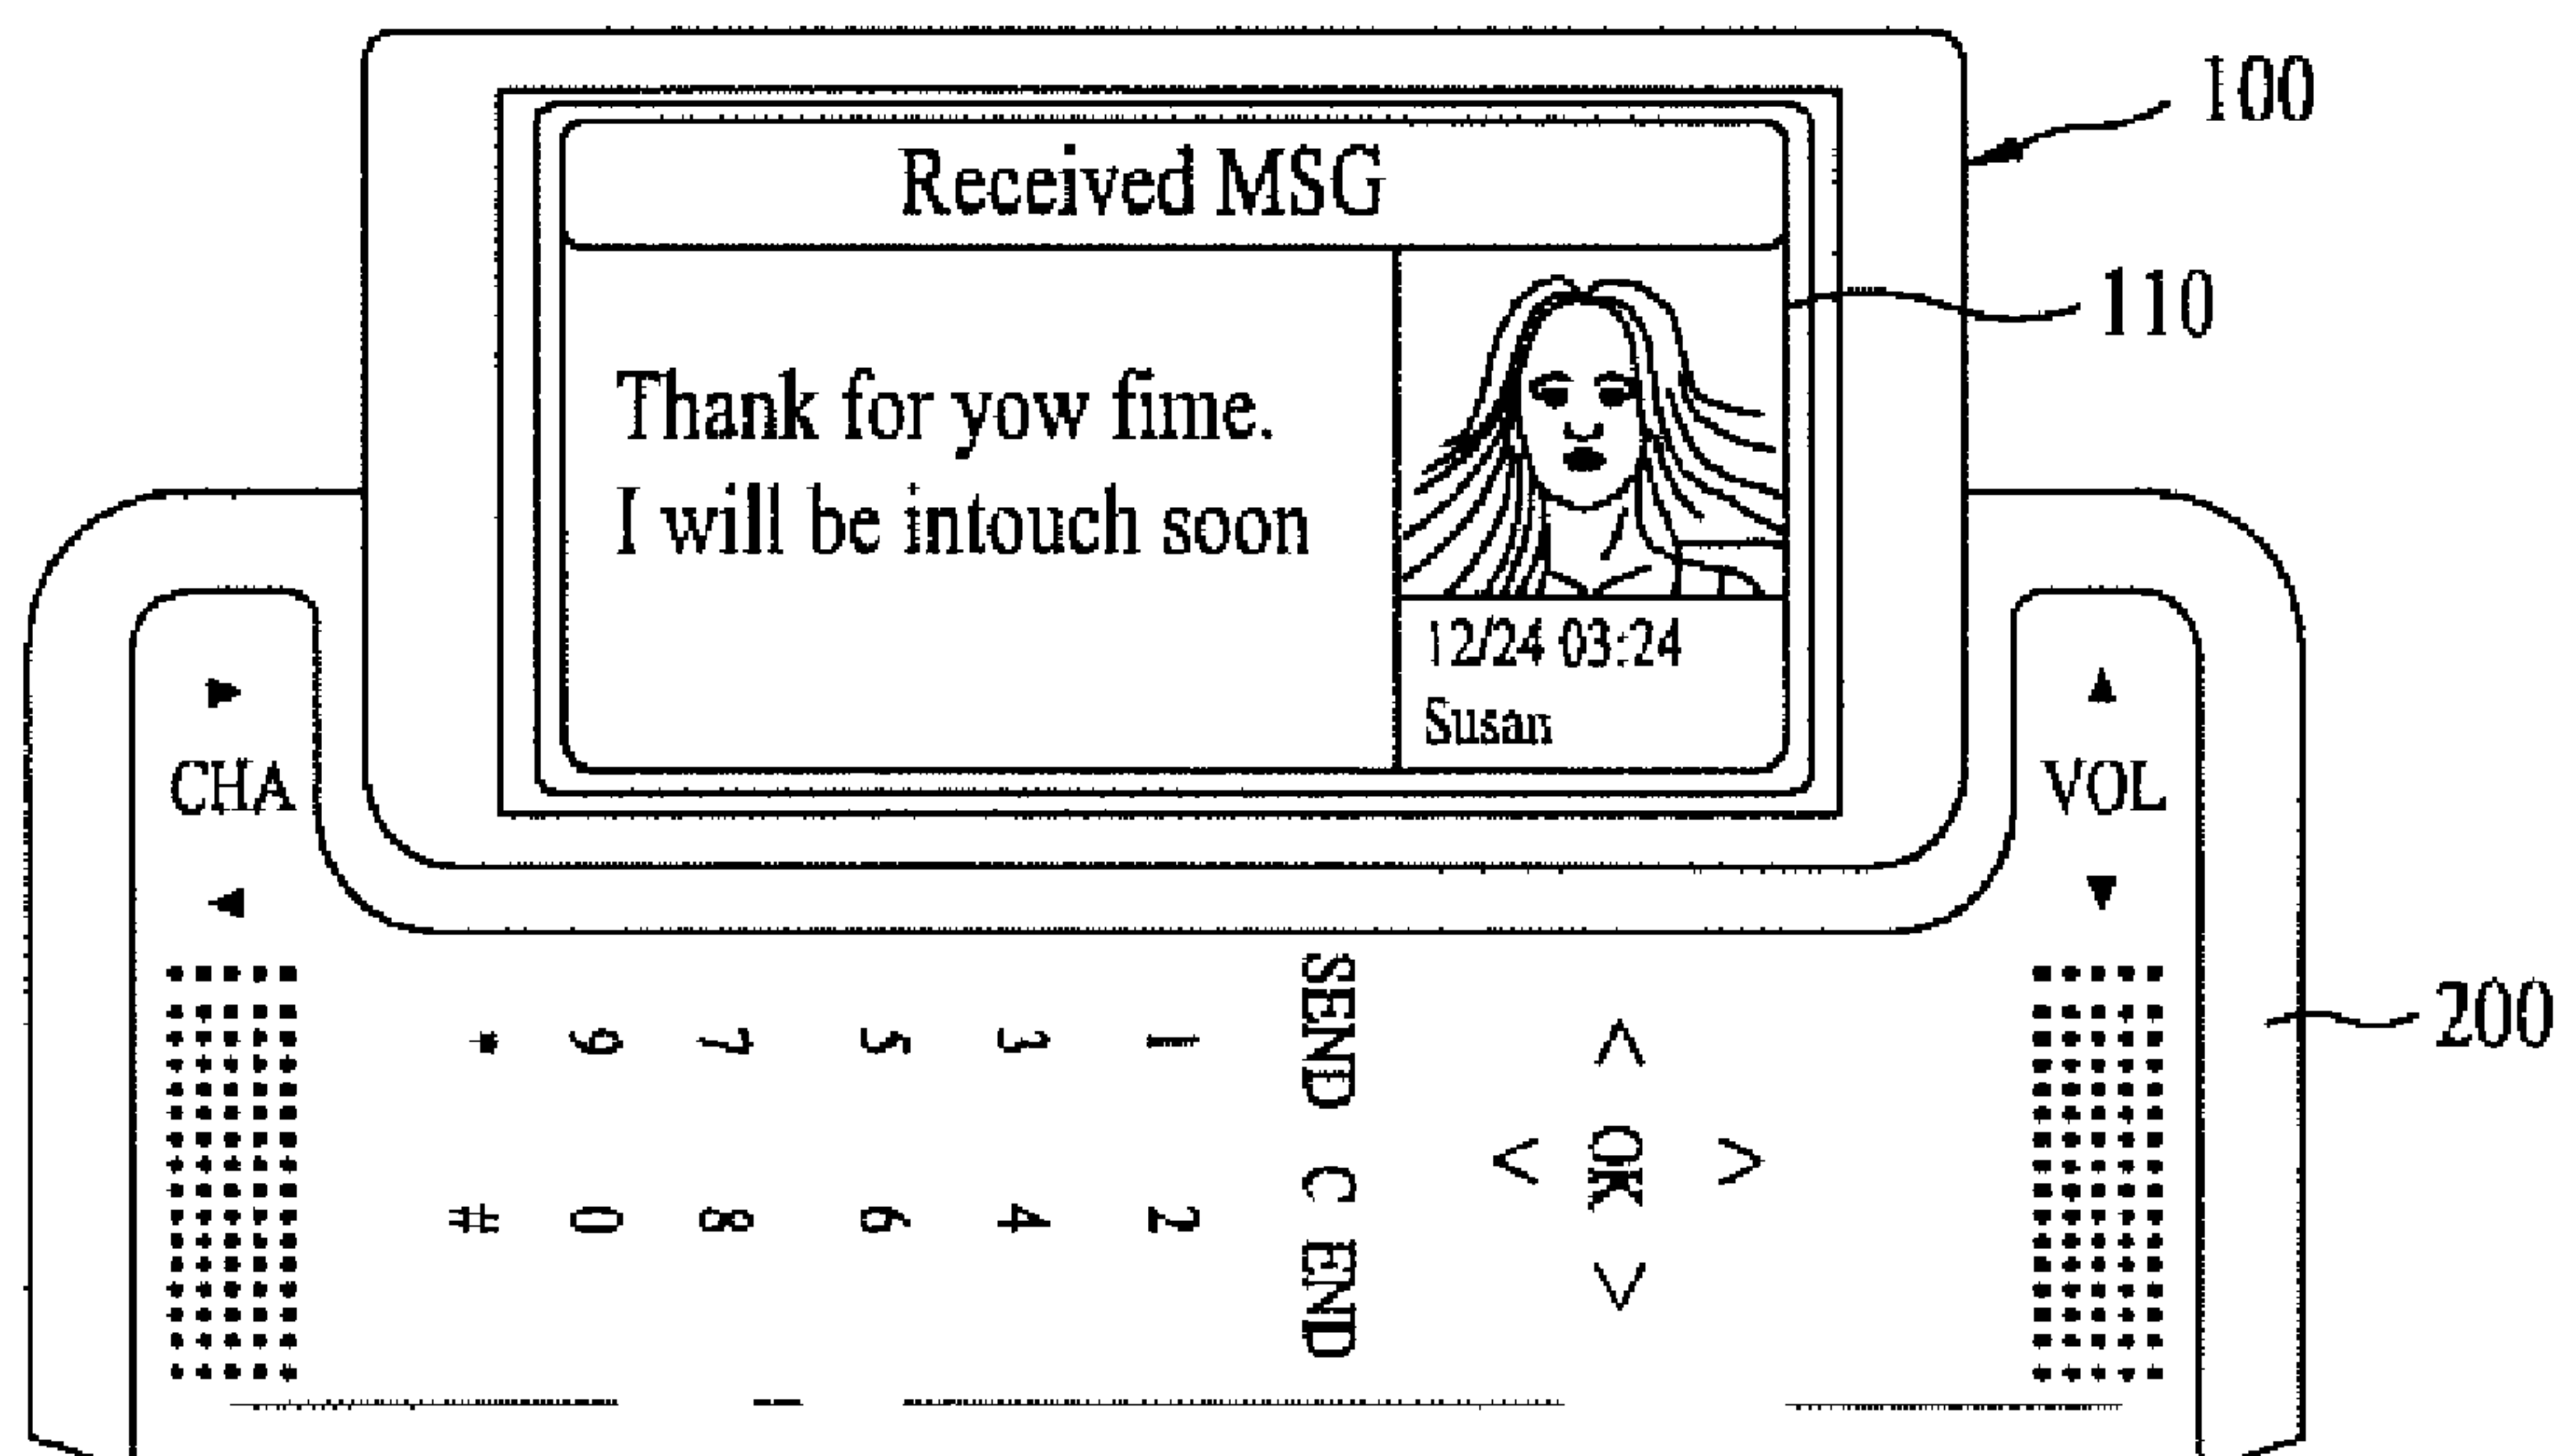 100
Received MSG
110
Thank for yow fime.
I will be intouch soon
12/24 03:24
Susan
CHA
VOL
200
* 9 7 5 3 1
# 0 8 6 4 2
SEND C END
OK